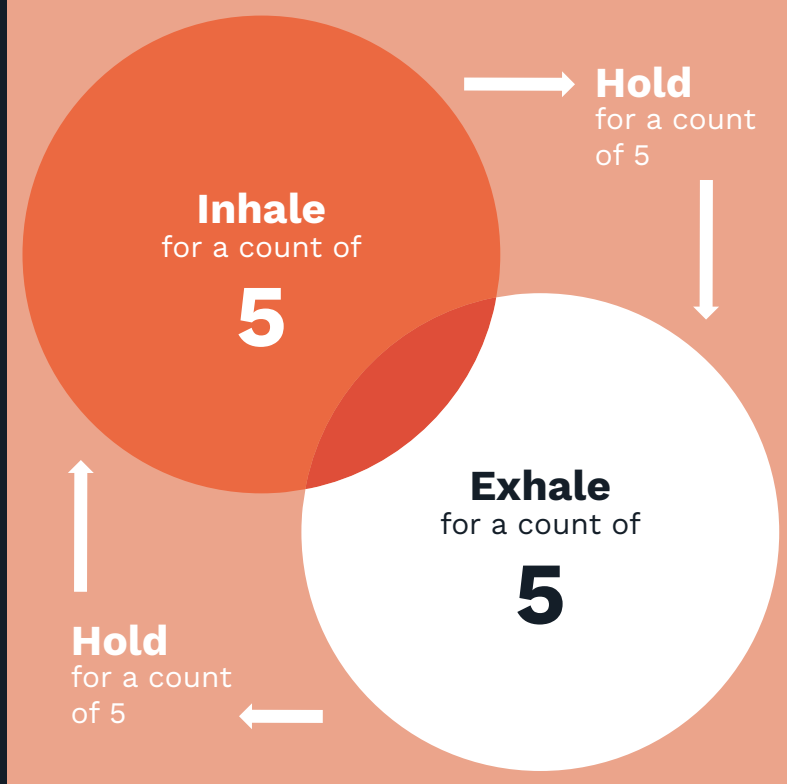 Inhale
for a count of
5
Hold
for a count
of 5
Exhale
for a count of
5
Hold
for a count
of 5